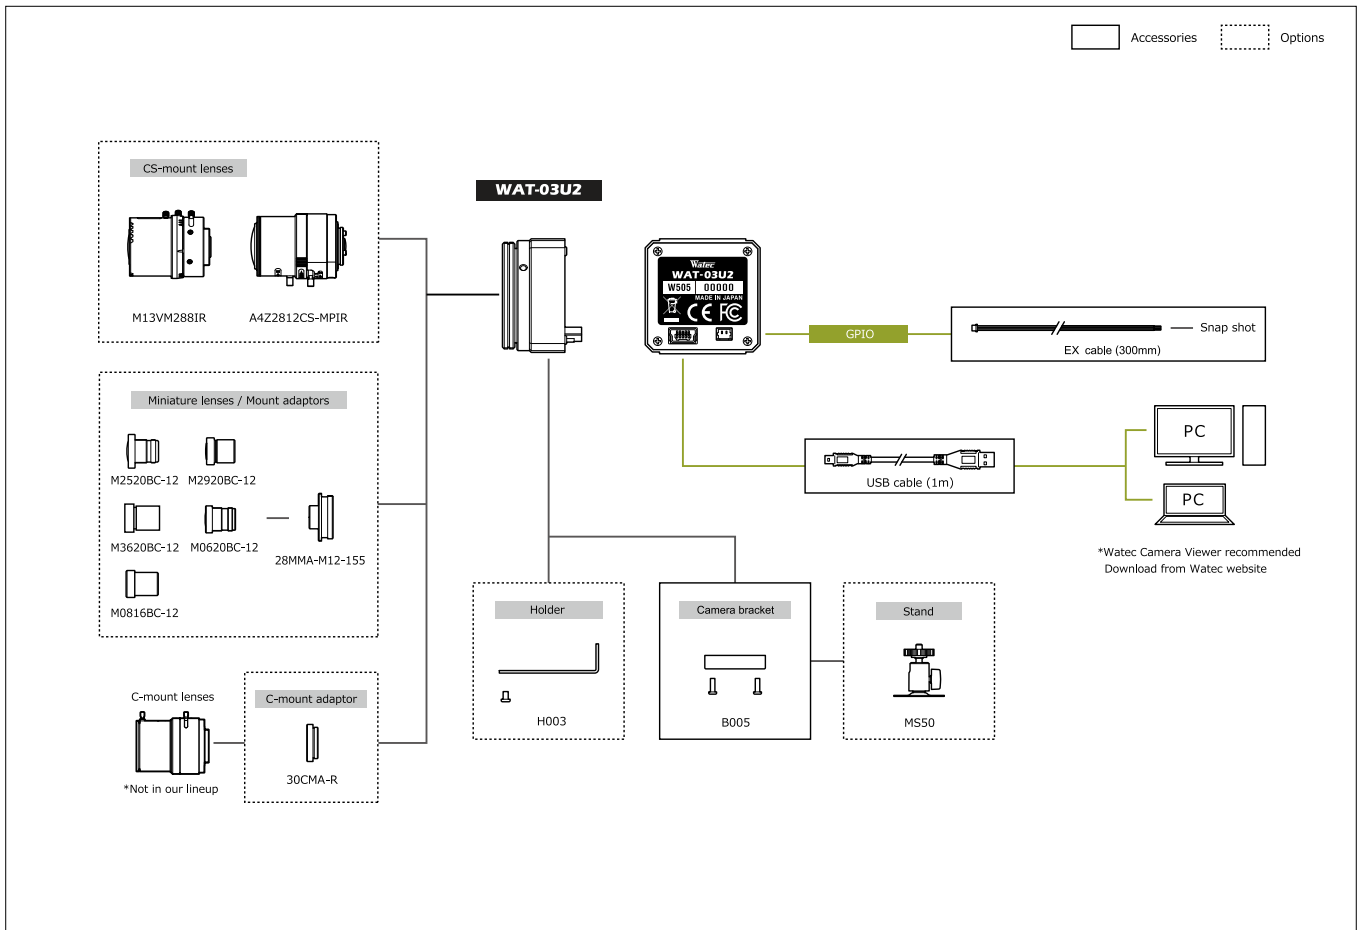 Accessories
Options
CS-mount lenses
M13VM288IR
A4Z2812CS-MPIR
WAT-03U2
Watec
WAT-03U2
W505 00000
MADE IN JAPAN
CE FC
GPIO
Snap shot
EX cable (300mm)
Miniature lenses / Mount adaptors
M2520BC-12
M2920BC-12
M3620BC-12
M0620BC-12
28MMA-M12-155
M0816BC-12
USB cable (1m)
PC
PC
*Watec Camera Viewer recommended
Download from Watec website
Holder
H003
Camera bracket
B005
Stand
MS50
C-mount lenses
*Not in our lineup
C-mount adaptor
30CMA-R